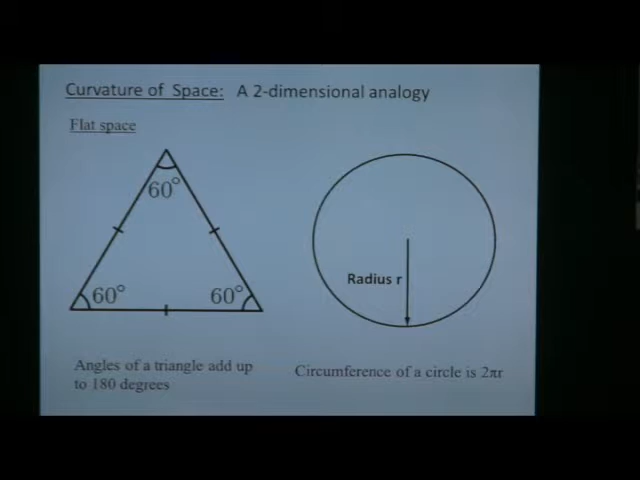 Curvature of Space: A 2-dimensional analogy
Flat space
60°
60°
60°
Radius r
Angles of a triangle add up
to 180 degrees
Circumference of a circle is 2πr